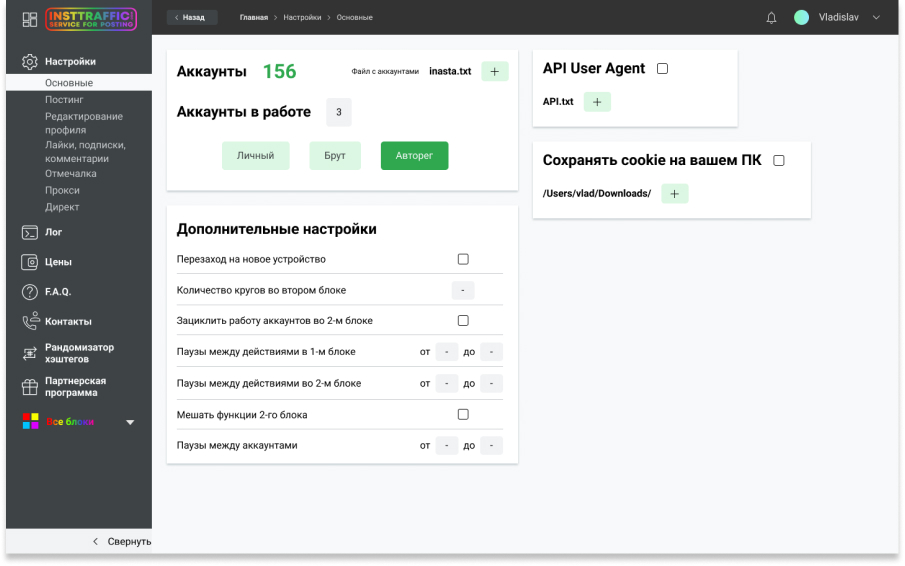 INSTTRAFFIC!
SERVICE FOR POSTING
< Назад
Главная > Настройки > Основные
Vladislav
Настройки
Основные
Постинг
Редактирование
профиля
Лайки, подписки,
комментарии
Отмечалка
Прокси
Директ
Лог
Цены
F.A.Q.
Контакты
Рандомизатор
хэштегов
Партнерская
программа
Все блоки
< Свернуть
Аккаунты 156 Файл с аккаунтами inasta.txt +
Аккаунты в работе 3
Личный Брут Авторег
Дополнительные настройки
Перезаход на новое устройство
Количество кругов во втором блоке -
Зациклить работу аккаунтов во 2-м блоке
Паузы между действиями в 1-м блоке от - до -
Паузы между действиями во 2-м блоке от - до -
Мешать функции 2-го блока
Паузы между аккаунтами от - до -
API User Agent
API.txt +
Сохранять cookie на вашем ПК
/Users/vlad/Downloads/ +